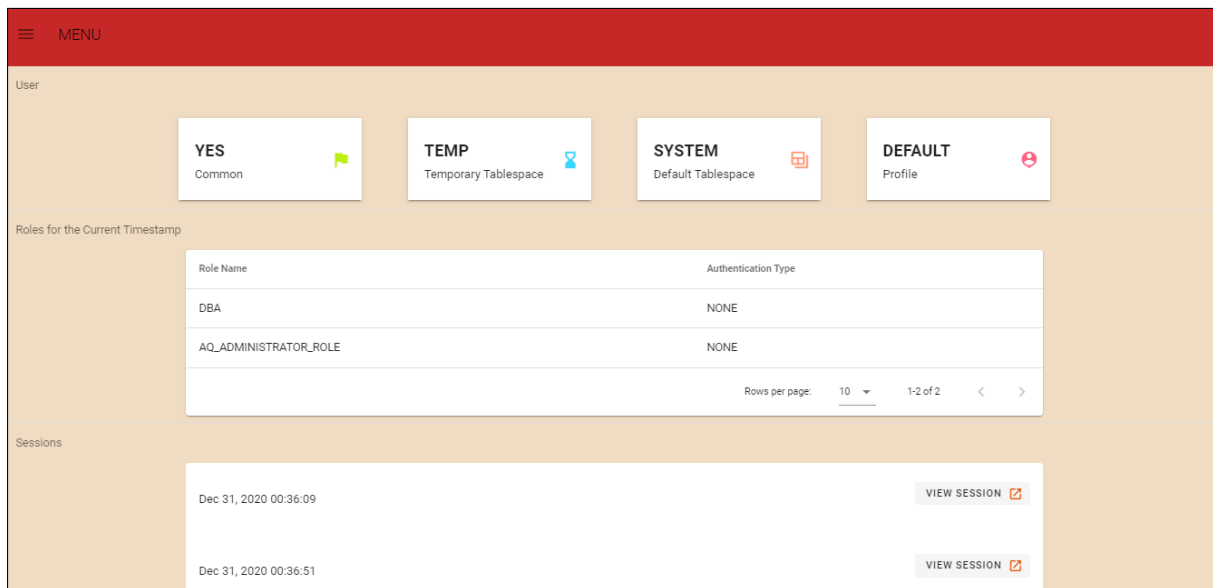 MENU
User
YES
Common
TEMP
Temporary Tablespace
SYSTEM
Default Tablespace
DEFAULT
Profile
Roles for the Current Timestamp
Role Name Authentication Type
DBA NONE
AQ_ADMINISTRATOR_ROLE NONE
Rows per page: 10 1-2 of 2
Sessions
Dec 31, 2020 00:36:09 VIEW SESSION
Dec 31, 2020 00:36:51 VIEW SESSION